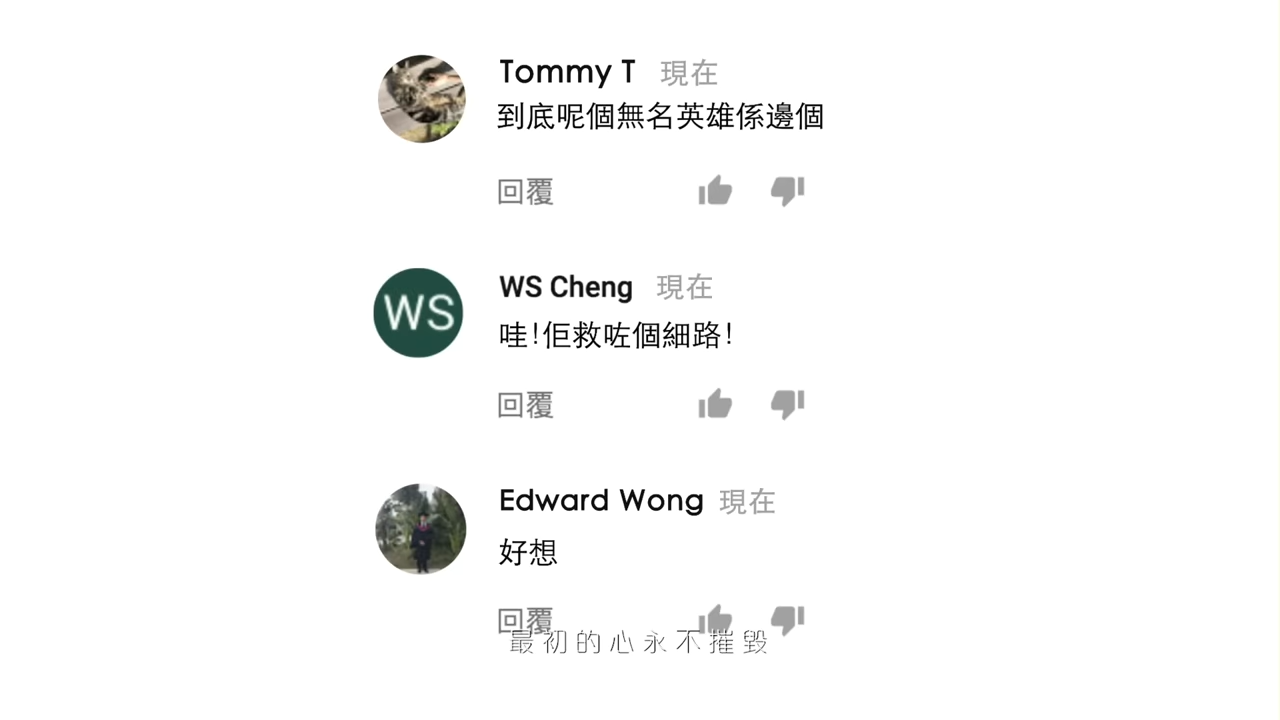 Tommy T 現在
到底呢個無名英雄係邊個
回覆
WS
WS Cheng 現在
哇!佢救咗個細路!
回覆
Edward Wong 現在
好想
回覆
最初的心永不摧毀